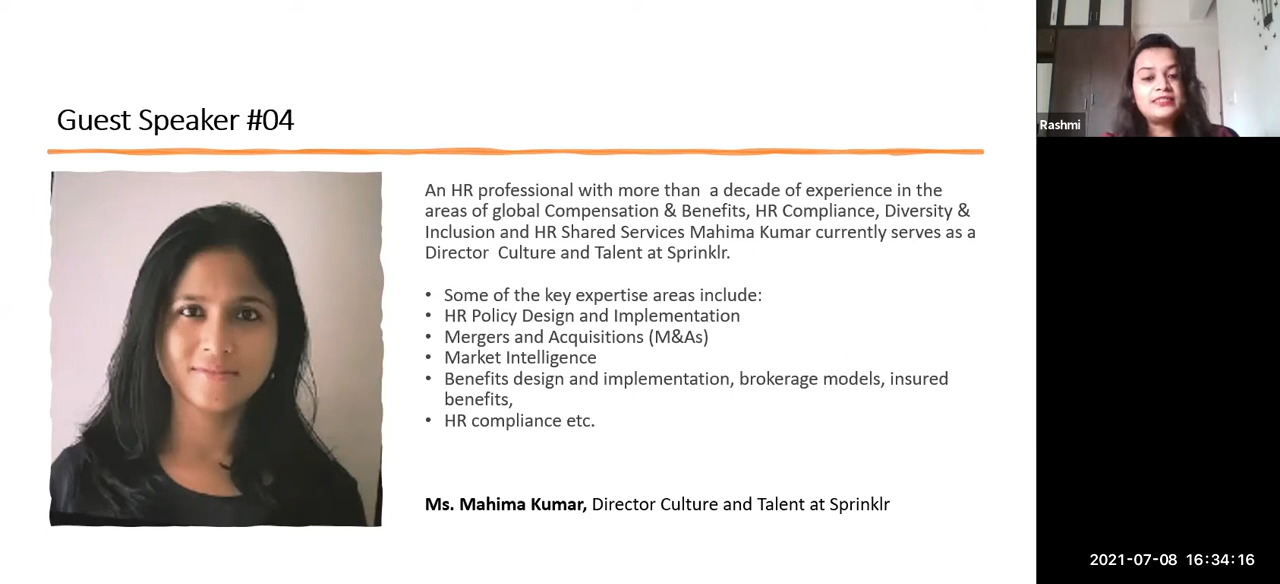 Guest Speaker #04
An HR professional with more than a decade of experience in the
areas of global Compensation & Benefits, HR Compliance, Diversity &
Inclusion and HR Shared Services Mahima Kumar currently serves as a
Director Culture and Talent at Sprinklr.
• Some of the key expertise areas include:
• HR Policy Design and Implementation
• Mergers and Acquisitions (M&As)
• Market Intelligence
• Benefits design and implementation, brokerage models, insured
benefits,
• HR compliance etc.
Ms. Mahima Kumar, Director Culture and Talent at Sprinklr
Rashmi
2021-07-08 16:34:16